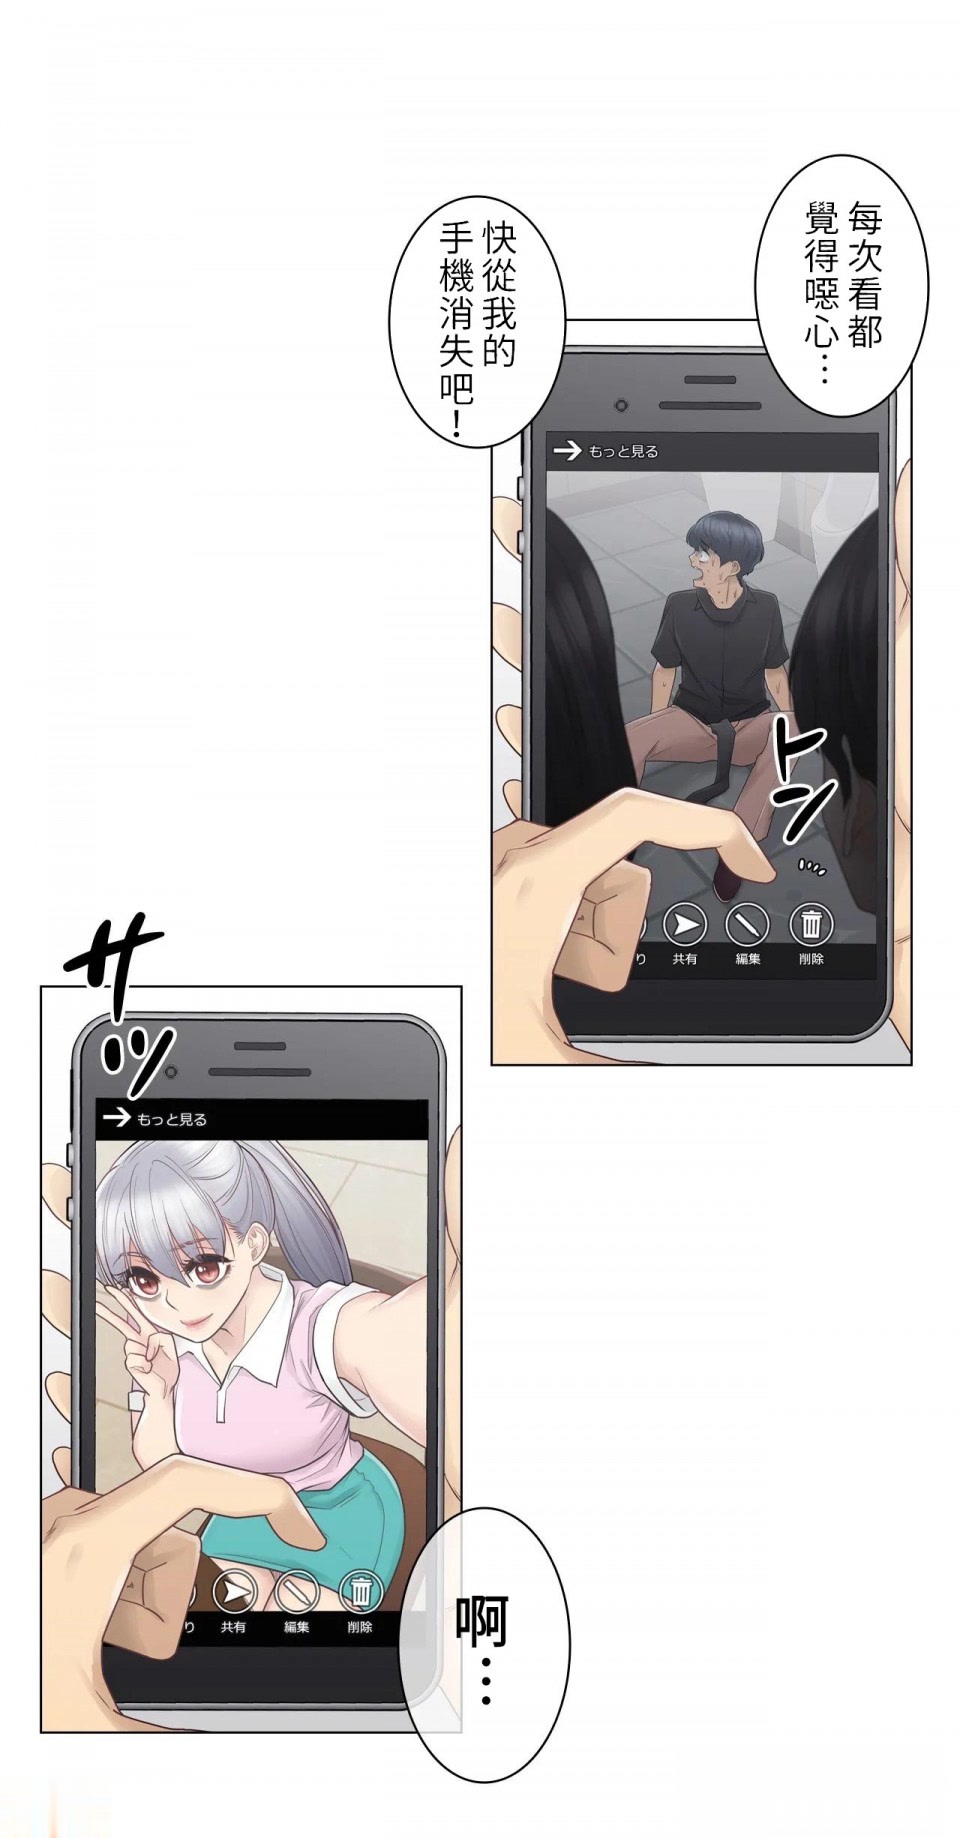 每次看都
覺得噁心…
快從我的
手機消失吧！
もっと見る
トン
り
共有
編集
削除
サッ
もっと見る
り
共有
編集
削除
啊…